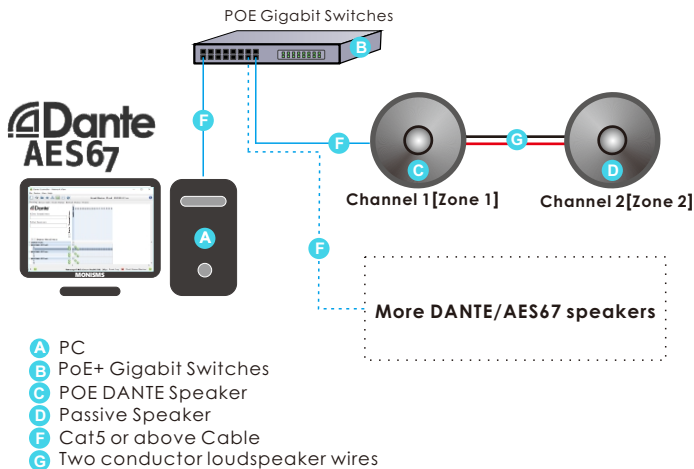 POE Gigabit Switches
B
Dante
AES67
F
F
G
C
D
Channel 1[Zone 1]
Channel 2[Zone 2]
A
F
Dante
MONISMS
More DANTE/AES67 speakers
A PC
B PoE+ Gigabit Switches
C POE DANTE Speaker
D Passive Speaker
F Cat5 or above Cable
G Two conductor loudspeaker wires